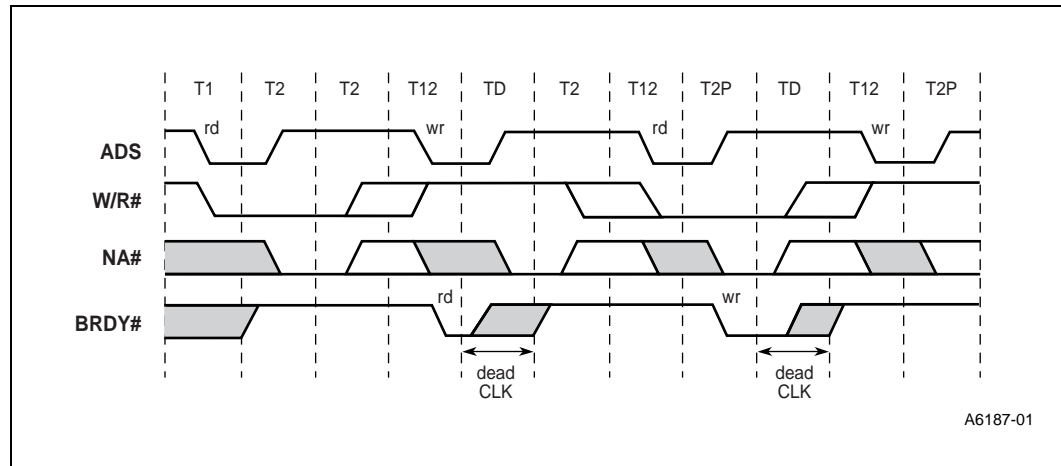 T1 T2 T2 T12 TD T2 T12 T2P TD T12 T2P
rd wr rd wr
ADS
W/R#
NA#
rd wr
BRDY#
dead dead
CLK CLK
A6187-01